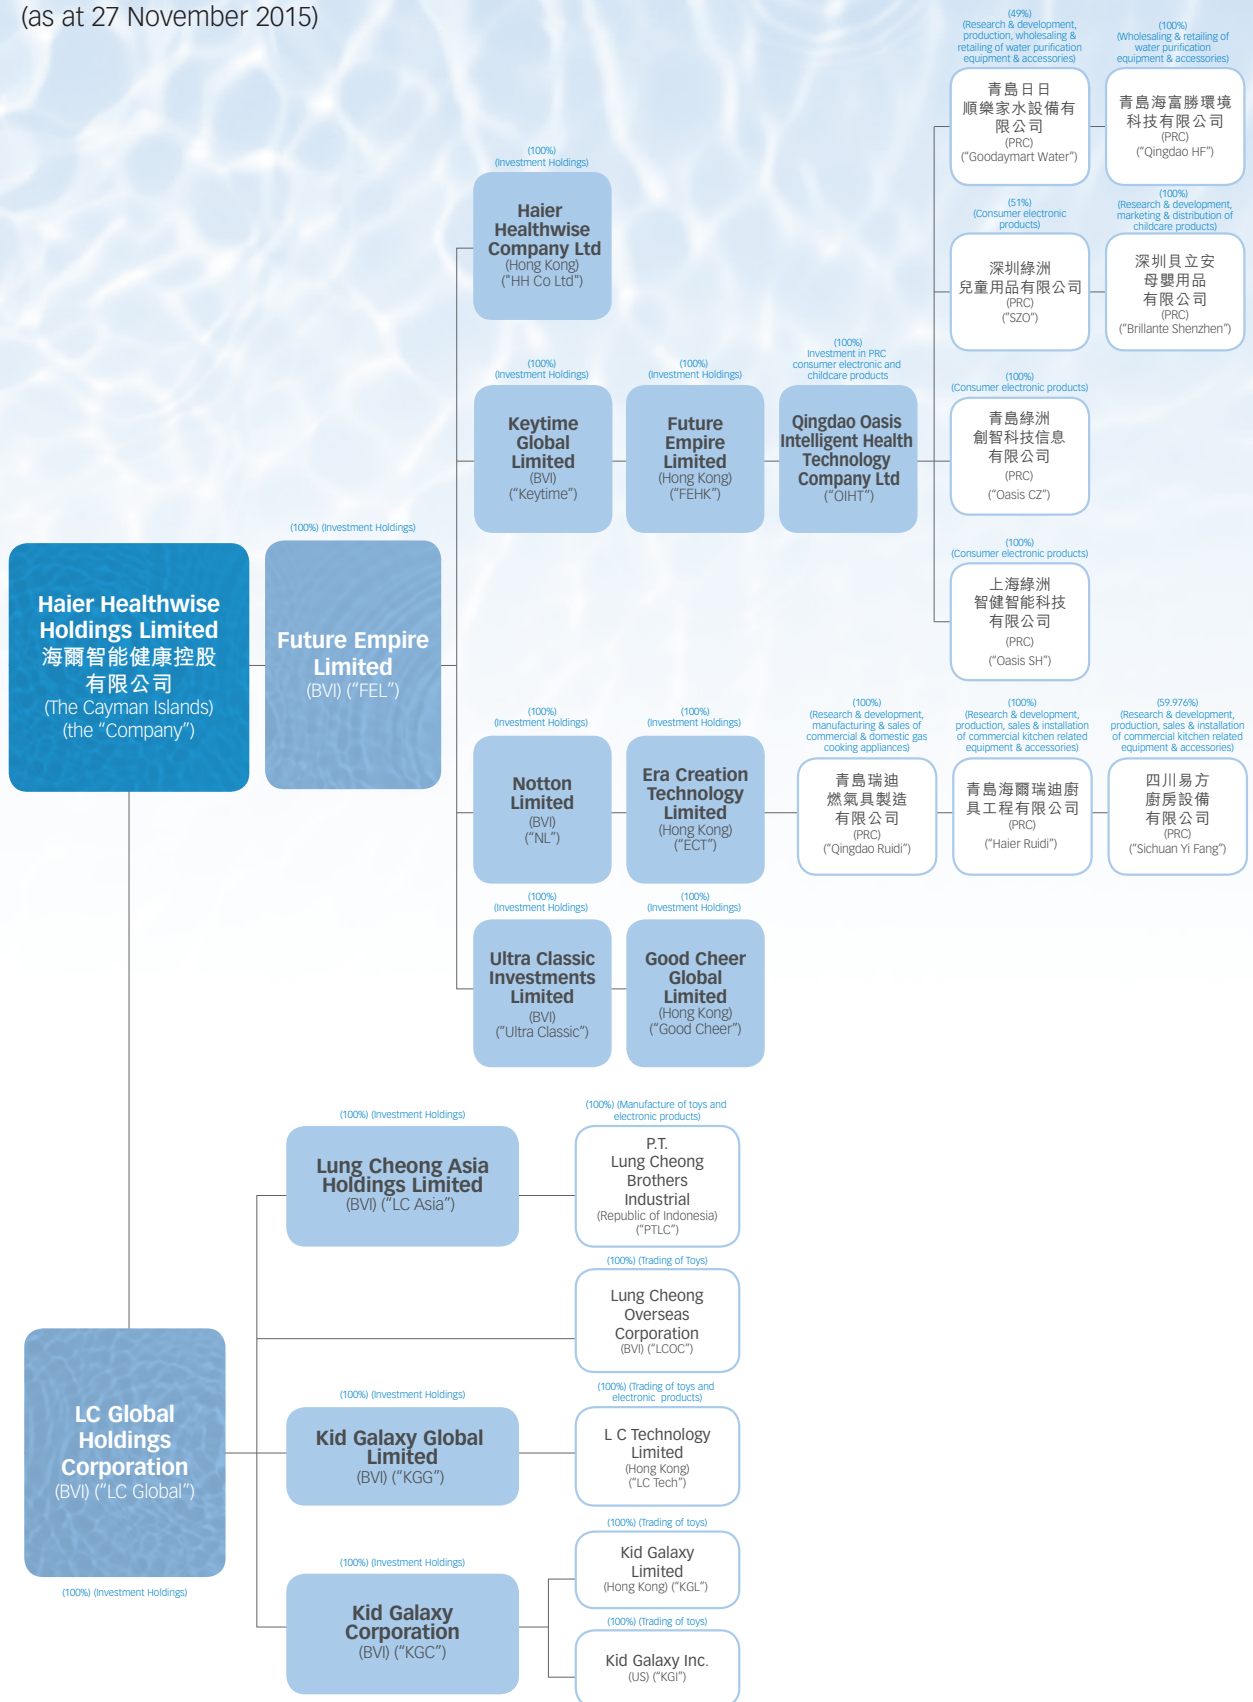 (as at 27 November 2015)
(49%)
(Research & development,
production, wholesaling &
retailing of water purification
equipment & accessories)
青島日日
順樂家水設備有
限公司
(PRC)
("Goodaymart Water")
(100%)
(Wholesaling & retailing of
water purification
equipment & accessories)
青島海富勝環境
科技有限公司
(PRC)
("Qingdao HF")
(100%)
(Investment Holdings)
Haier
Healthwise
Company Ltd
(Hong Kong)
("HH Co Ltd")
(51%)
(Consumer electronic
products)
深圳綠洲
兒童用品有限公司
(PRC)
("SZO")
(100%)
(Research & development,
marketing & distribution of
childcare products)
深圳貝立安
母嬰用品
有限公司
(PRC)
("Brillante Shenzhen")
(100%)
(Investment Holdings)
Keytime
Global
Limited
(BVI)
("Keytime")
(100%)
(Investment Holdings)
Future
Empire
Limited
(Hong Kong)
("FEHK")
(100%)
Investment in PRC
consumer electronic and
childcare products
Qingdao Oasis
Intelligent Health
Technology
Company Ltd
("OIHT")
(100%)
(Consumer electronic products)
青島綠洲
創智科技信息
有限公司
(PRC)
("Oasis CZ")
(100%)
(Consumer electronic products)
上海綠洲
智健智能科技
有限公司
(PRC)
("Oasis SH")
Haier Healthwise
Holdings Limited
海爾智能健康控股
有限公司
(The Cayman Islands)
(the "Company")
(100%) (Investment Holdings)
Future Empire
Limited
(BVI) ("FEL")
(100%)
(Investment Holdings)
Notton
Limited
(BVI)
("NL")
(100%)
(Investment Holdings)
Era Creation
Technology
Limited
(Hong Kong)
("ECT")
(100%)
(Research & development,
manufacturing & sales of
commercial & domestic gas
cooking appliances)
青島瑞迪
燃氣具製造
有限公司
(PRC)
("Qingdao Ruidi")
(100%)
(Research & development,
production, sales & installation
of commercial kitchen related
equipment & accessories)
青島海爾瑞迪廚
具工程有限公司
(PRC)
("Haier Ruidi")
(59.976%)
(Research & development,
production, sales & installation
of commercial kitchen related
equipment & accessories)
四川易方
廚房設備
有限公司
(PRC)
("Sichuan Yi Fang")
(100%)
(Investment Holdings)
Ultra Classic
Investments
Limited
(BVI)
("Ultra Classic")
(100%)
(Investment Holdings)
Good Cheer
Global
Limited
(Hong Kong)
("Good Cheer")
(100%) (Investment Holdings)
Lung Cheong Asia
Holdings Limited
(BVI) ("LC Asia")
(100%) (Manufacture of toys and
electronic products)
P.T.
Lung Cheong
Brothers
Industrial
(Republic of Indonesia)
("PTLC")
(100%) (Trading of Toys)
Lung Cheong
Overseas
Corporation
(BVI) ("LCOC")
LC Global
Holdings
Corporation
(BVI) ("LC Global")
(100%) (Investment Holdings)
(100%) (Investment Holdings)
Kid Galaxy Global
Limited
(BVI) ("KGG")
(100%) (Trading of toys and
electronic products)
L C Technology
Limited
(Hong Kong)
("LC Tech")
(100%) (Investment Holdings)
Kid Galaxy
Corporation
(BVI) ("KGC")
(100%) (Trading of toys)
Kid Galaxy
Limited
(Hong Kong) ("KGL")
(100%) (Trading of toys)
Kid Galaxy Inc.
(US) ("KGI")